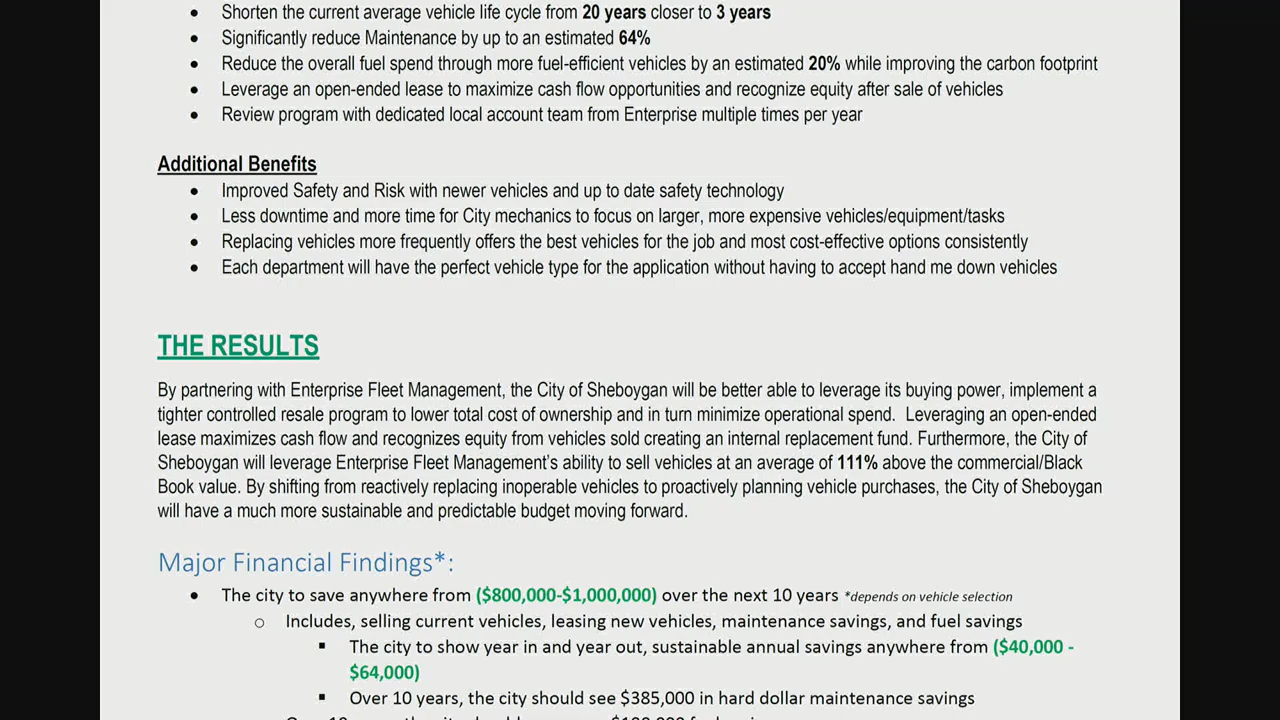 • Shorten the current average vehicle life cycle from 20 years closer to 3 years
• Significantly reduce Maintenance by up to an estimated 64%
• Reduce the overall fuel spend through more fuel-efficient vehicles by an estimated 20% while improving the carbon footprint
• Leverage an open-ended lease to maximize cash flow opportunities and recognize equity after sale of vehicles
• Review program with dedicated local account team from Enterprise multiple times per year
Additional Benefits
• Improved Safety and Risk with newer vehicles and up to date safety technology
• Less downtime and more time for City mechanics to focus on larger, more expensive vehicles/equipment/tasks
• Replacing vehicles more frequently offers the best vehicles for the job and most cost-effective options consistently
• Each department will have the perfect vehicle type for the application without having to accept hand me down vehicles
THE RESULTS
By partnering with Enterprise Fleet Management, the City of Sheboygan will be better able to leverage its buying power, implement a
tighter controlled resale program to lower total cost of ownership and in turn minimize operational spend. Leveraging an open-ended
lease maximizes cash flow and recognizes equity from vehicles sold creating an internal replacement fund. Furthermore, the City of
Sheboygan will leverage Enterprise Fleet Management's ability to sell vehicles at an average of 111% above the commercial/Black
Book value. By shifting from reactively replacing inoperable vehicles to proactively planning vehicle purchases, the City of Sheboygan
will have a much more sustainable and predictable budget moving forward.
Major Financial Findings*:
• The city to save anywhere from ($800,000-$1,000,000) over the next 10 years *depends on vehicle selection
o Includes, selling current vehicles, leasing new vehicles, maintenance savings, and fuel savings
▪ The city to show year in and year out, sustainable annual savings anywhere from ($40,000 -
$64,000)
▪ Over 10 years, the city should see $385,000 in hard dollar maintenance savings